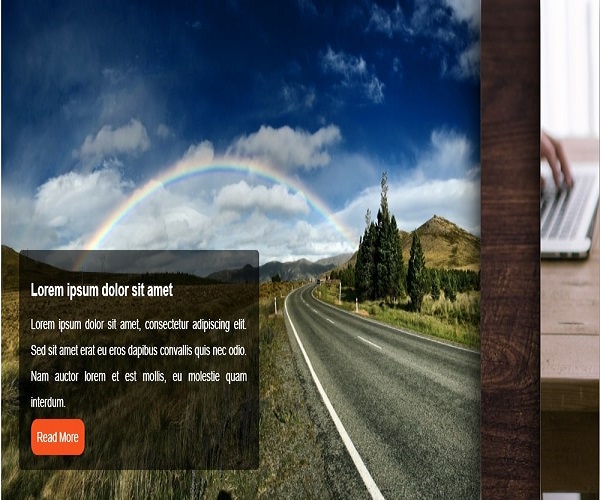 Lorem ipsum dolor sit amet
Lorem ipsum dolor sit amet, consectetur adipiscing elit.
Sed sit amet erat eu eros dapibus convallis quis nec odio.
Nam auctor lorem et est mollis, eu molestie quam
interdum.
Read More